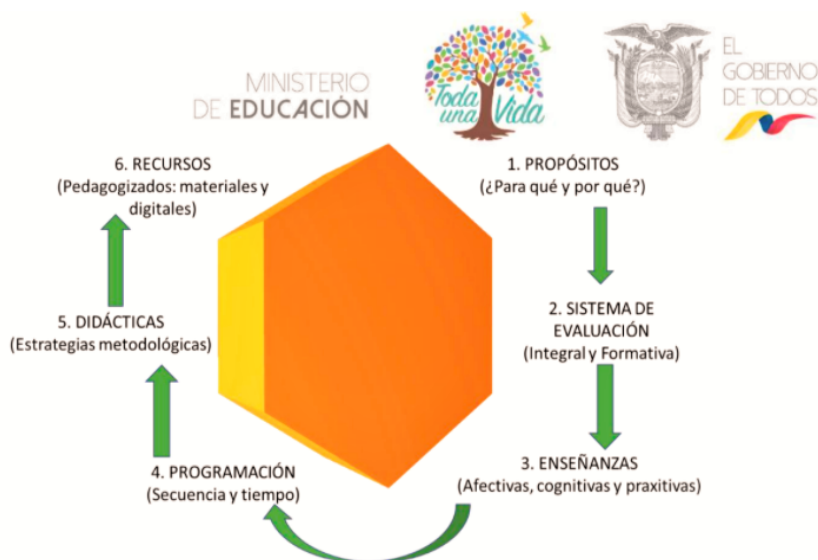 MINISTERIO
DE EDUCACIÓN
Toda
una Vida
EL
GOBIERNO
DE TODOS
1. PROPÓSITOS
(¿Para qué y por qué?)
2. SISTEMA DE
EVALUACIÓN
(Integral y Formativa)
3. ENSEÑANZAS
(Afectivas, cognitivas y praxitivas)
4. PROGRAMACIÓN
(Secuencia y tiempo)
5. DIDÁCTICAS
(Estrategias metodológicas)
6. RECURSOS
(Pedagogizados: materiales y
digitales)